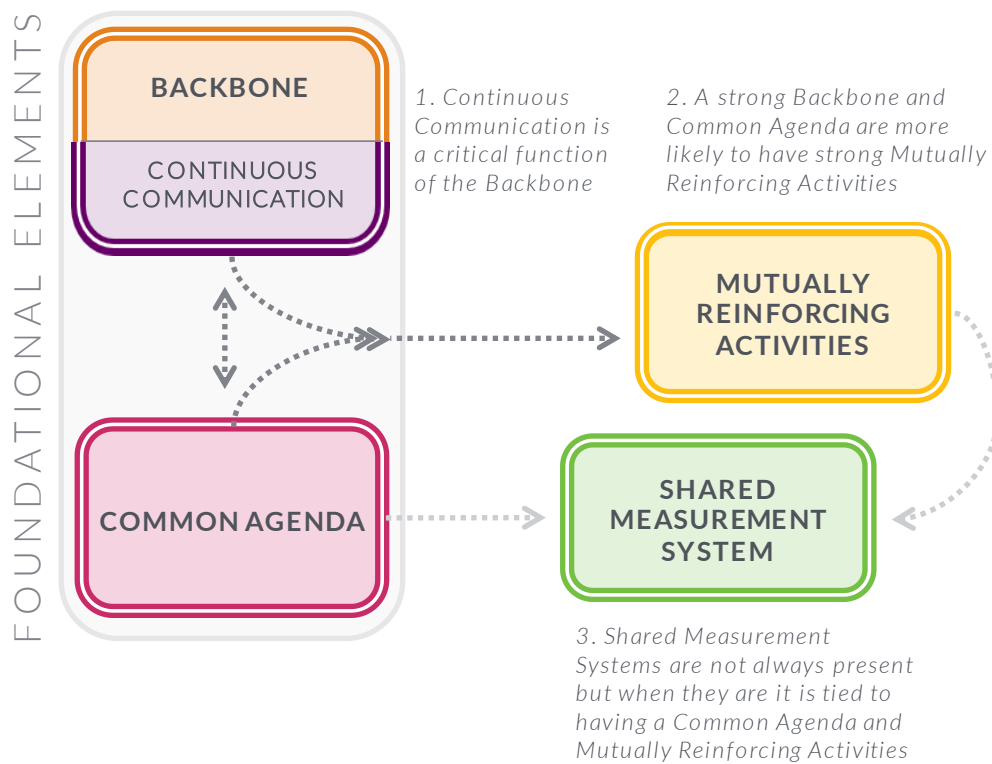 FOUNDATIONAL ELEMENTS
BACKBONE
CONTINUOUS
COMMUNICATION
1. Continuous
Communication is
a critical function
of the Backbone
2. A strong Backbone and
Common Agenda are more
likely to have strong Mutually
Reinforcing Activities
MUTUALLY
REINFORCING
ACTIVITIES
COMMON AGENDA
SHARED
MEASUREMENT
SYSTEM
3. Shared Measurement
Systems are not always present
but when they are it is tied to
having a Common Agenda and
Mutually Reinforcing Activities